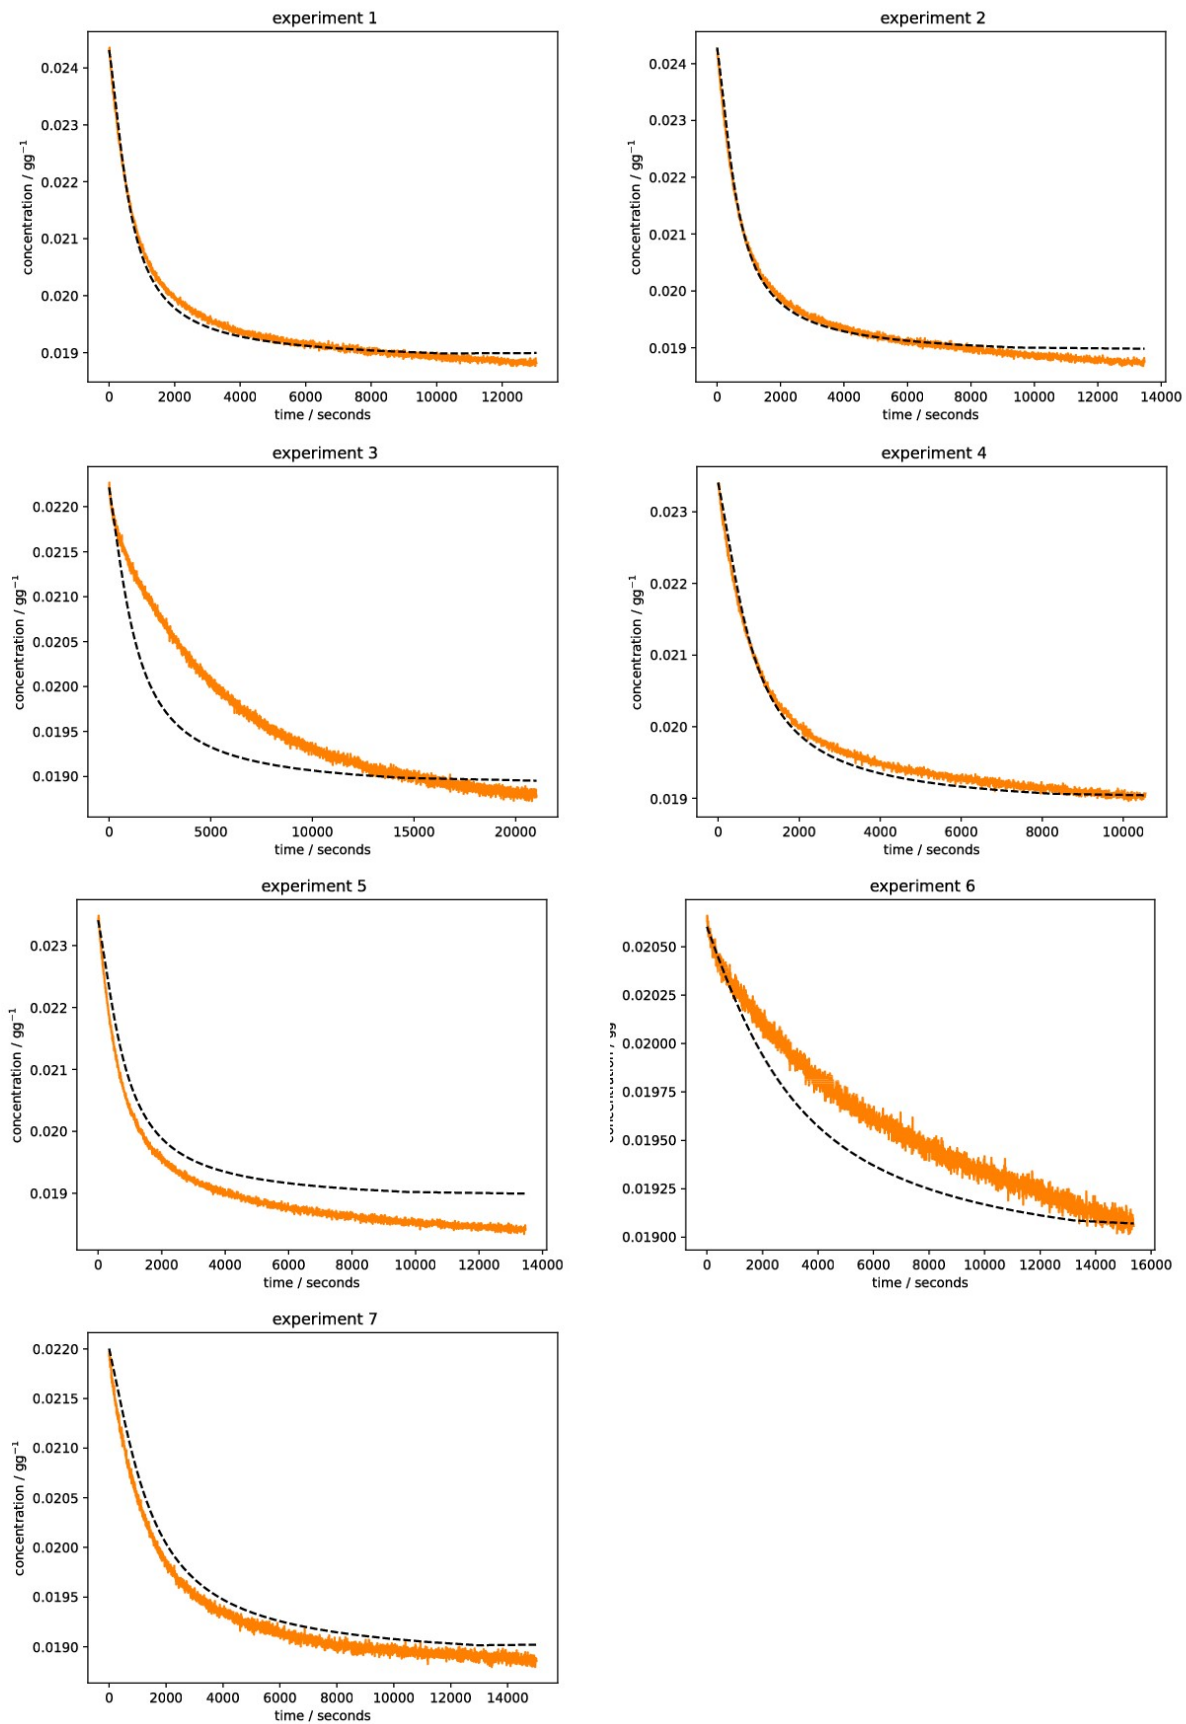 experiment 1
concentration / gg⁻¹
0.024
0.023
0.022
0.021
0.020
0.019
0 2000 4000 6000 8000 10000 12000
time / seconds
experiment 2
concentration / gg⁻¹
0.024
0.023
0.022
0.021
0.020
0.019
0 2000 4000 6000 8000 10000 12000 14000
time / seconds
experiment 3
concentration / gg⁻¹
0.0220
0.0215
0.0210
0.0205
0.0200
0.0195
0.0190
0 5000 10000 15000 20000
time / seconds
experiment 4
concentration / gg⁻¹
0.023
0.022
0.021
0.020
0.019
0 2000 4000 6000 8000 10000
time / seconds
experiment 5
concentration / gg⁻¹
0.023
0.022
0.021
0.020
0.019
0 2000 4000 6000 8000 10000 12000 14000
time / seconds
experiment 6
0.02050
0.02025
0.02000
0.01975
0.01950
0.01925
0.01900
0 2000 4000 6000 8000 10000 12000 14000 16000
time / seconds
experiment 7
concentration / gg⁻¹
0.0220
0.0215
0.0210
0.0205
0.0200
0.0195
0.0190
0 2000 4000 6000 8000 10000 12000 14000
time / seconds